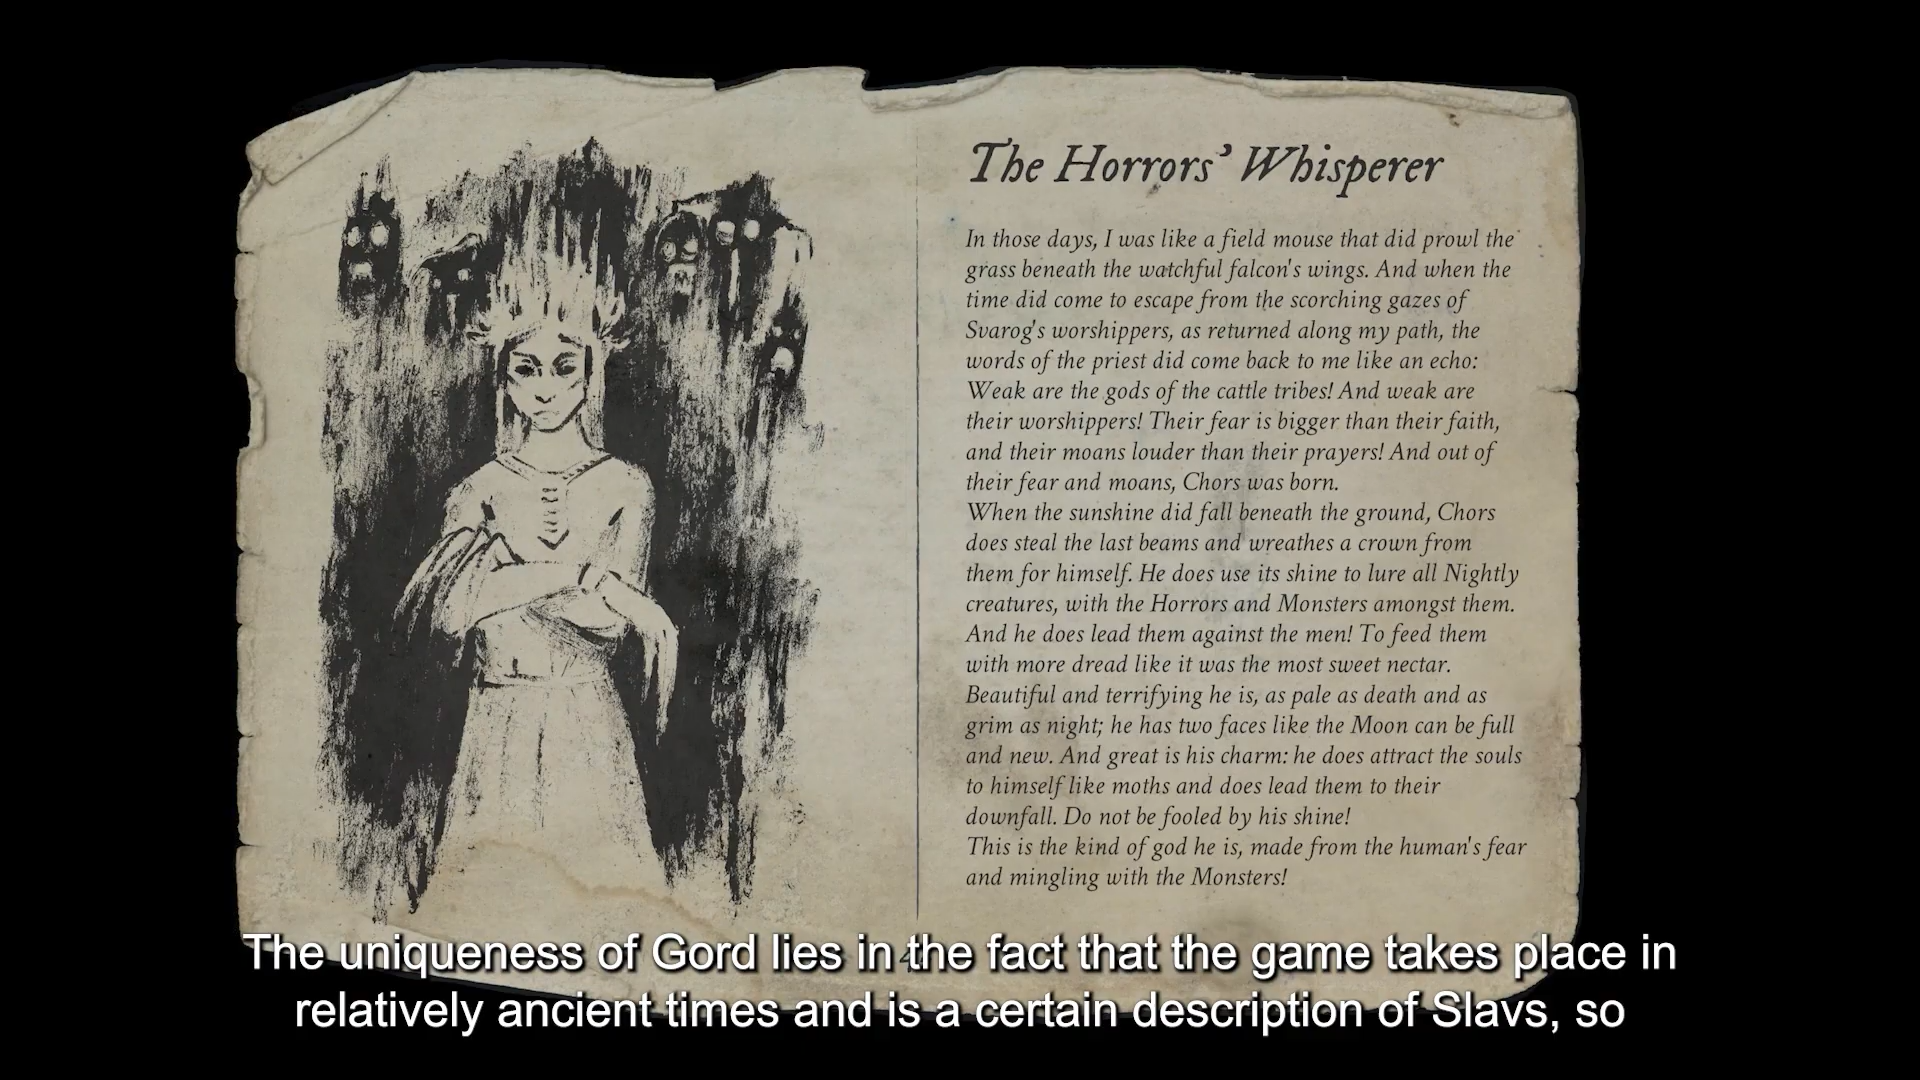 The Horrors' Whisperer
In those days, I was like a field mouse that did prowl the
grass beneath the watchful falcon's wings. And when the
time did come to escape from the scorching gazes of
Svarog's worshippers, as returned along my path, the
words of the priest did come back to me like an echo:
Weak are the gods of the cattle tribes! And weak are
their worshippers! Their fear is bigger than their faith,
and their moans louder than their prayers! And out of
their fear and moans, Chors was born.
When the sunshine did fall beneath the ground, Chors
does steal the last beams and wreathes a crown from
them for himself. He does use its shine to lure all Nightly
creatures, with the Horrors and Monsters amongst them.
And he does lead them against the men! To feed them
with more dread like it was the most sweet nectar.
Beautiful and terrifying he is, as pale as death and as
grim as night; he has two faces like the Moon can be full
and new. And great is his charm: he does attract the souls
to himself like moths and does lead them to their
downfall. Do not be fooled by his shine!
This is the kind of god he is, made from the human's fear
and mingling with the Monsters!
The uniqueness of Gord lies in the fact that the game takes place in
relatively ancient times and is a certain description of Slavs, so